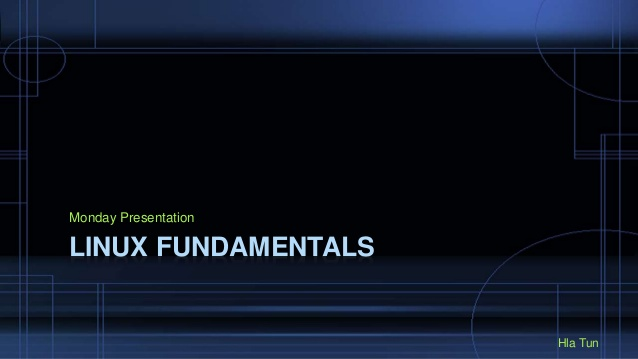 Monday Presentation
LINUX FUNDAMENTALS
Hla Tun